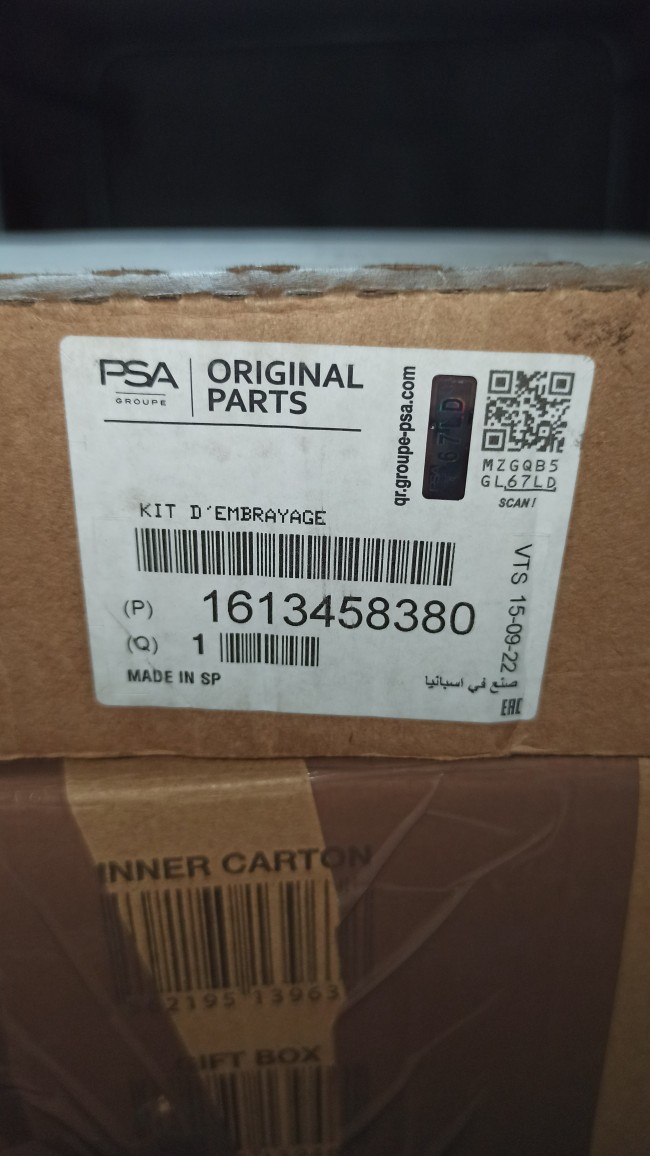 PSA
GROUPE
ORIGINAL
PARTS
qr.groupe-psa.com
67LD
MZGQB5
GL67LD
SCAN!
KIT D'EMBRAYAGE
(P) 1613458380
(Q) 1
VTS 15-09-22
MADE IN SP
صنع في اسبانيا
EAC
INNER CARTON
2195 13963
GIFT BOX